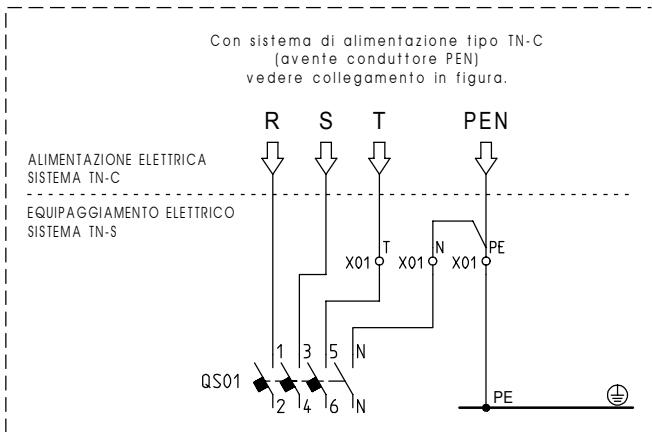 Con sistema di alimentazione tipo TN-C
(avente conduttore PEN)
vedere collegamento in figura.
R S T PEN
ALIMENTAZIONE ELETTRICA
SISTEMA TN-C
EQUIPAGGIAMENTO ELETTRICO
SISTEMA TN-S
T N PE
X01 X01 X01
1 3 5 N
QS01
2 4 6 N
PE